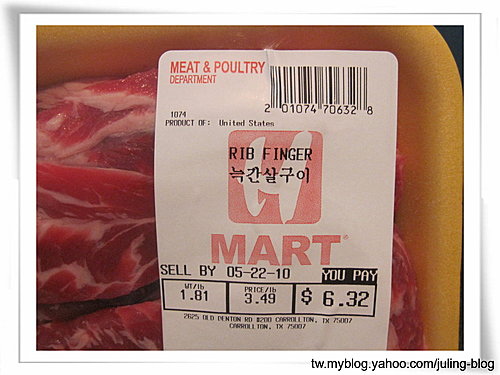 MEAT & POULTRY
DEPARTMENT
2 01074 70632 8
1074
PRODUCT OF: United States
RIB FINGER
늑간살구이
H
MART®
SELL BY 05-22-10 YOU PAY
WT/lb PRICE/lb
1.81 3.49 $ 6.32
2625 OLD DENTON RD #200 CARROLLTON, TX 75007
CARROLLTON, TX 75007
tw.myblog.yahoo.com/juling-blog